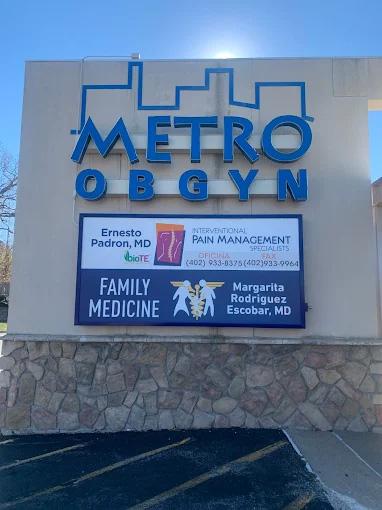 METRO
OBGYN
Ernesto
Padron, MD
bioTE
INTERVENTIONAL
PAIN MANAGEMENT
SPECIALISTS
OFICINA FAX
(402) 933-8375 (402)933-9964
FAMILY
MEDICINE
Margarita
Rodriguez
Escobar, MD